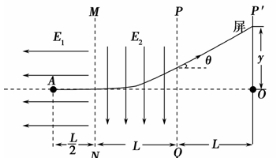 M P 屏 P'
E₁ E₂
θ y
A O
L/2 L L
N Q